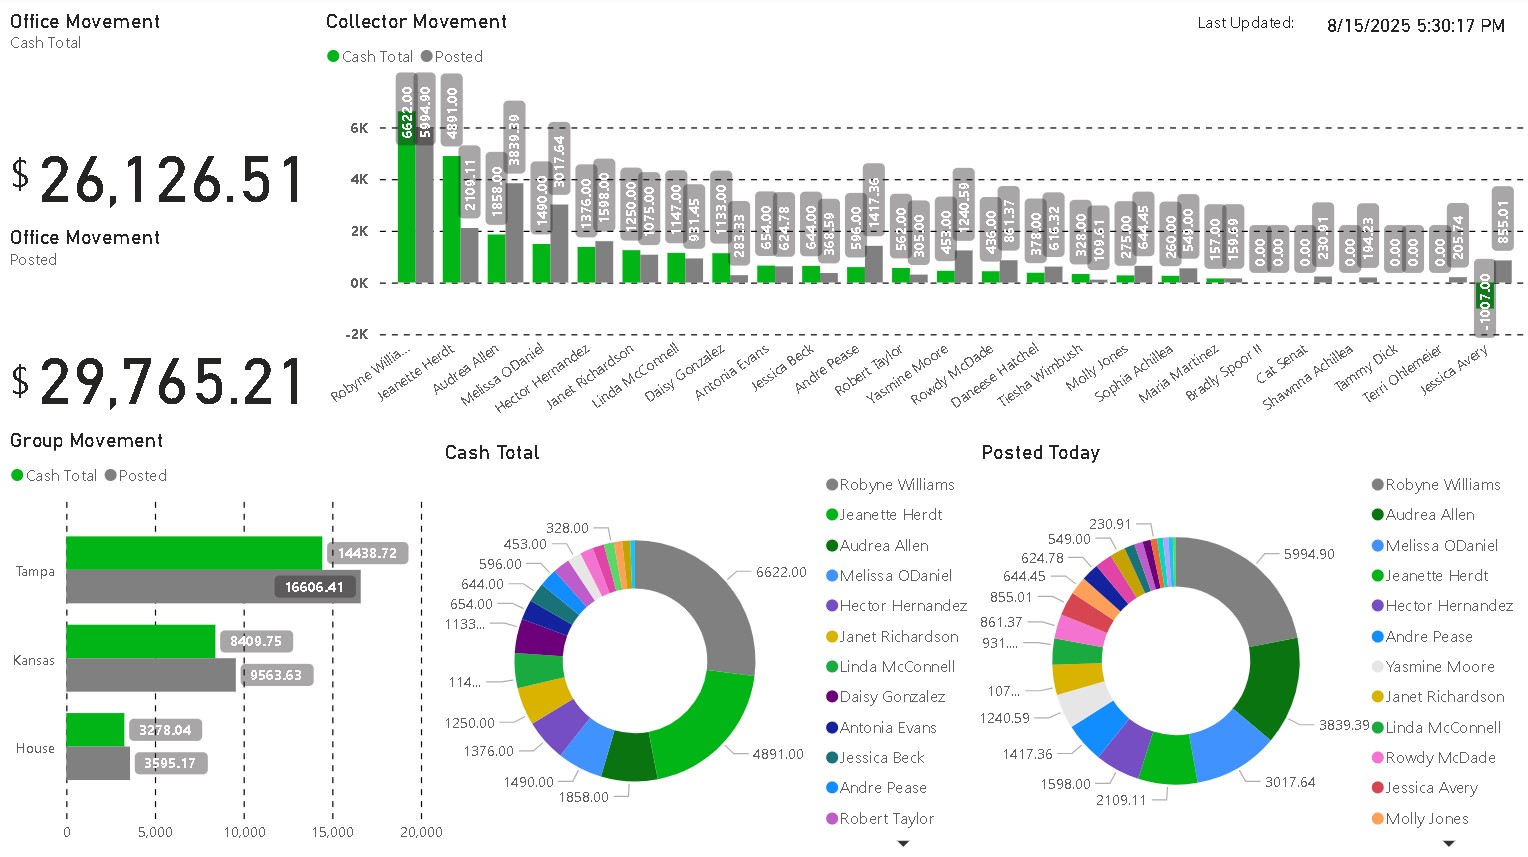 Office Movement
Cash Total
$ 26,126.51
Office Movement
Posted
$ 29,765.21
Collector Movement
Last Updated: 8/15/2025 5:30:17 PM
Cash Total Posted
6K
4K
2K
0K
-2K
6622.00 5994.90
4891.00 2109.11
1858.00 3839.39
1490.00 3017.64
1376.00 1598.00
1250.00 1075.00
1147.00 931.45
1133.00 283.33
654.00 624.78
644.00 368.59
596.00 1417.36
562.00 305.00
453.00 1240.59
436.00 861.37
378.00 616.32
328.00 109.61
275.00 644.45
260.00 549.00
157.00 159.69
0.00 0.00
0.00 230.91
0.00 194.23
0.00 0.00
0.00 205.74
-1007.00 855.01
Robyne Willia...
Jeanette Herdt
Audrea Allen
Melissa ODaniel
Hector Hernandez
Janet Richardson
Linda McConnell
Daisy Gonzalez
Antonia Evans
Jessica Beck
Andre Pease
Robert Taylor
Yasmine Moore
Rowdy McDade
Daneese Hatchel
Tiesha Wimbush
Molly Jones
Sophia Achillea
Maria Martinez
Bradly Spoor II
Cat Senat
Shawnna Achillea
Tammy Dick
Terri Ohlemeier
Jessica Avery
Group Movement
Cash Total Posted
Tampa
14438.72
16606.41
Kansas
8409.75
9563.63
House
3278.04
3595.17
0 5,000 10,000 15,000 20,000
Cash Total
328.00
453.00
596.00
644.00
654.00
1133...
114...
1250.00
1376.00
1490.00
1858.00
4891.00
6622.00
Robyne Williams
Jeanette Herdt
Audrea Allen
Melissa ODaniel
Hector Hernandez
Janet Richardson
Linda McConnell
Daisy Gonzalez
Antonia Evans
Jessica Beck
Andre Pease
Robert Taylor
Posted Today
230.91
549.00
624.78
644.45
855.01
861.37
931....
107...
1240.59
1417.36
1598.00
2109.11
3017.64
3839.39
5994.90
Robyne Williams
Audrea Allen
Melissa ODaniel
Jeanette Herdt
Hector Hernandez
Andre Pease
Yasmine Moore
Janet Richardson
Linda McConnell
Rowdy McDade
Jessica Avery
Molly Jones